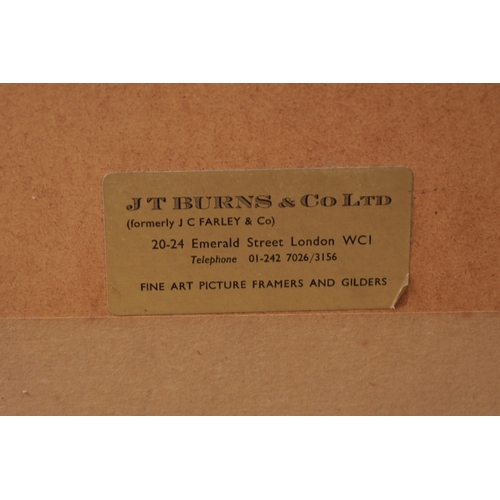 J T BURNS & CO LTD
(formerly J C FARLEY & Co)
20-24 Emerald Street London WC1
Telephone 01-242 7026/3156
FINE ART PICTURE FRAMERS AND GILDERS